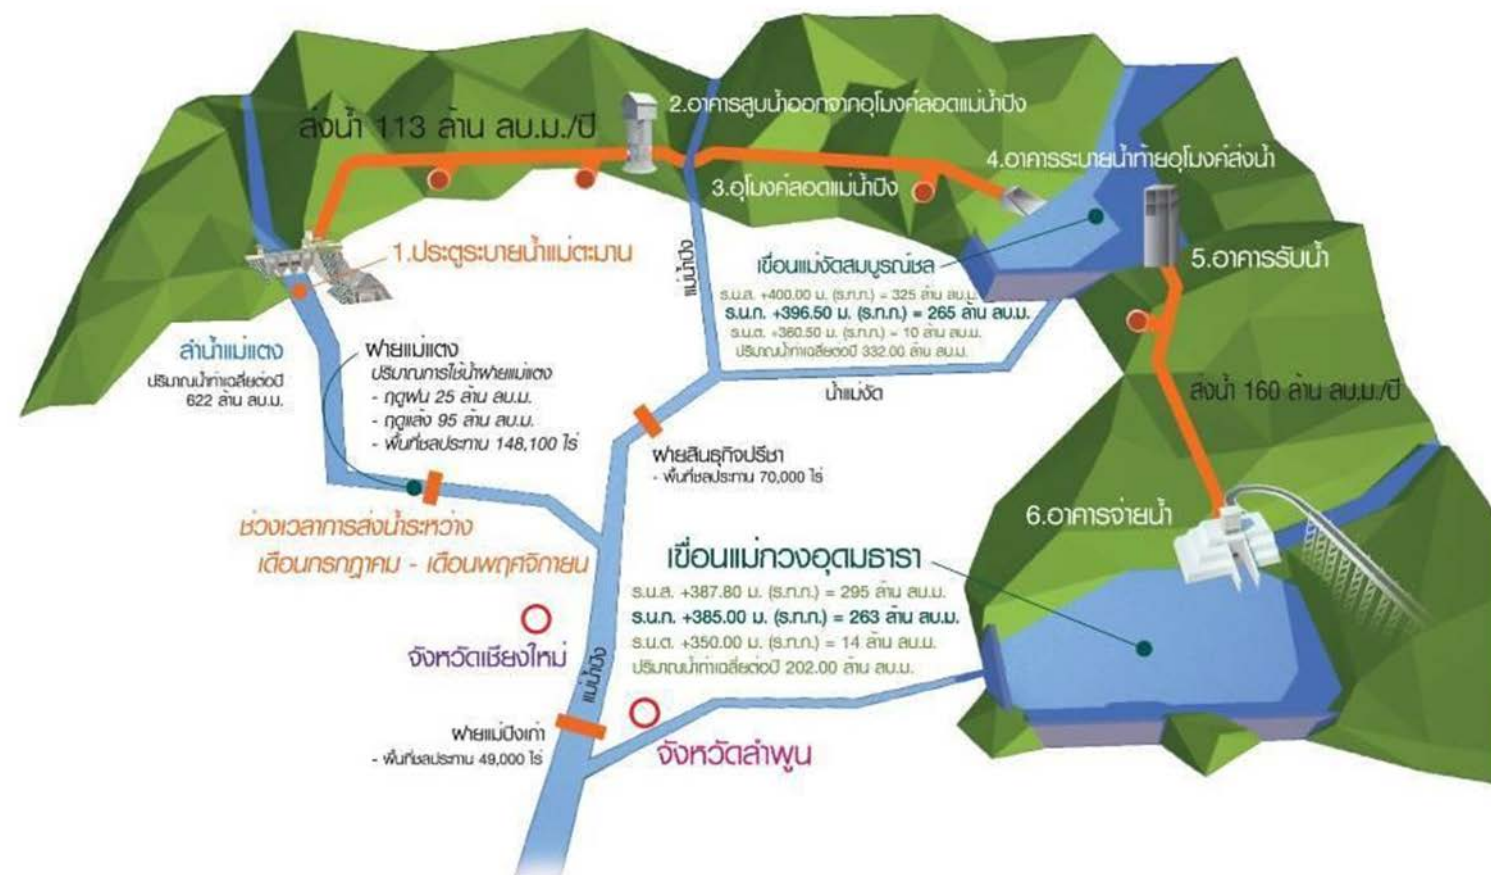 ส่งน้ำ 113 ล้าน ลบ.ม./ปี
2.อาคารสูบน้ำออกจากอุโมงค์ลอดแม่น้ำปิง
3.อุโมงค์ลอดแม่น้ำปิง
4.อาคารระบายน้ำท้ายอุโมงค์ส่งน้ำ
1.ประตูระบายน้ำแม่ตะมาน
แม่น้ำปิง
เขื่อนแม่งัดสมบูรณ์ชล
ร.น.ส. +400.00 ม. (ร.ท.ก.) = 325 ล้าน ลบ.ม.
ร.น.ก. +396.50 ม. (ร.ท.ก.) = 265 ล้าน ลบ.ม.
ร.น.ต. +360.50 ม. (ร.ท.ก.) = 10 ล้าน ลบ.ม.
ปริมาณน้ำท่าเฉลี่ยต่อปี 332.00 ล้าน ลบ.ม.
5.อาคารรับน้ำ
ลำน้ำแม่แตง
ปริมาณน้ำท่าเฉลี่ยต่อปี
622 ล้าน ลบ.ม.
ฝายแม่แตง
ปริมาณการใช้น้ำฝายแม่แตง
- ฤดูฝน 25 ล้าน ลบ.ม.
- ฤดูแล้ง 95 ล้าน ลบ.ม.
- พื้นที่ชลประทาน 148,100 ไร่
น้ำแม่งัด
ส่งน้ำ 160 ล้าน ลบ.ม./ปี
ฝายสินธุกิจปรีชา
- พื้นที่ชลประทาน 70,000 ไร่
ช่วงเวลาการส่งน้ำระหว่าง
เดือนกรกฎาคม - เดือนพฤศจิกายน
6.อาคารจ่ายน้ำ
เขื่อนแม่กวงอุดมธารา
ร.น.ส. +387.80 ม. (ร.ท.ก.) = 295 ล้าน ลบ.ม.
ร.น.ก. +385.00 ม. (ร.ท.ก.) = 263 ล้าน ลบ.ม.
ร.น.ต. +350.00 ม. (ร.ท.ก.) = 14 ล้าน ลบ.ม.
ปริมาณน้ำท่าเฉลี่ยต่อปี 202.00 ล้าน ลบ.ม.
จังหวัดเชียงใหม่
แม่น้ำปิง
ฝายแม่ปิงเก่า
- พื้นที่ชลประทาน 49,000 ไร่
จังหวัดลำพูน